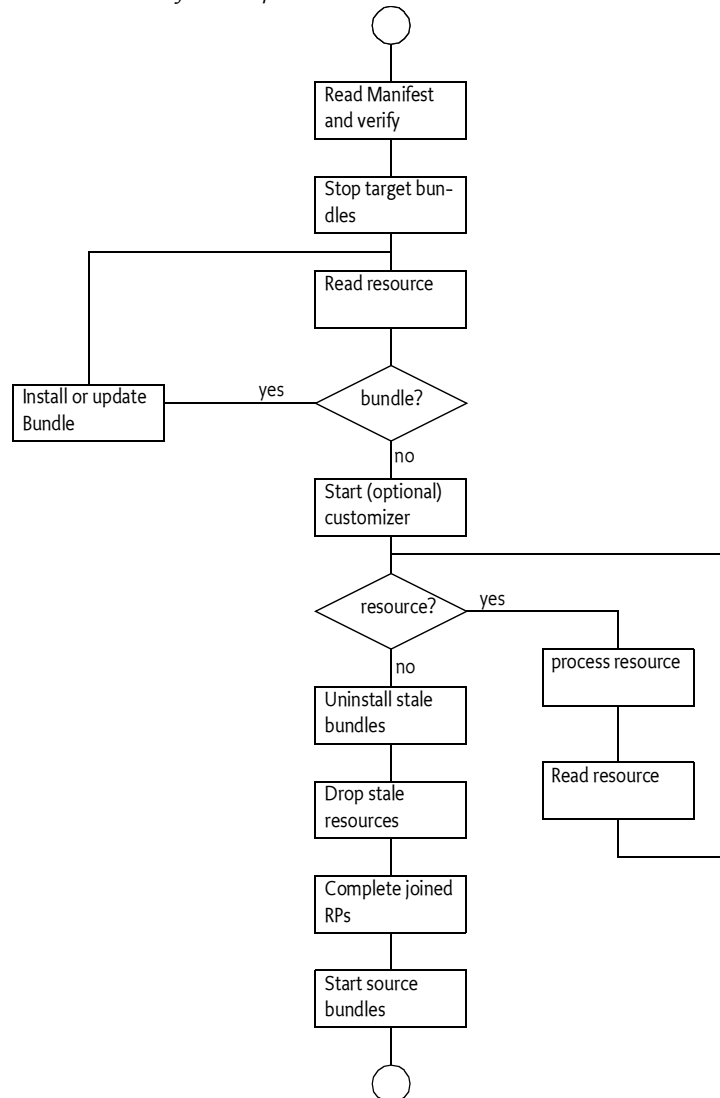 Read Manifest
and verify
Stop target bun-
dles
Read resource
Install or update
Bundle
yes
bundle?
no
Start (optional)
customizer
resource?
yes
process resource
no
Uninstall stale
bundles
Read resource
Drop stale
resources
Complete joined
RPs
Start source
bundles